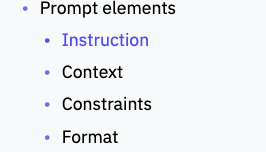 Prompt elements
Instruction
Context
Constraints
Format